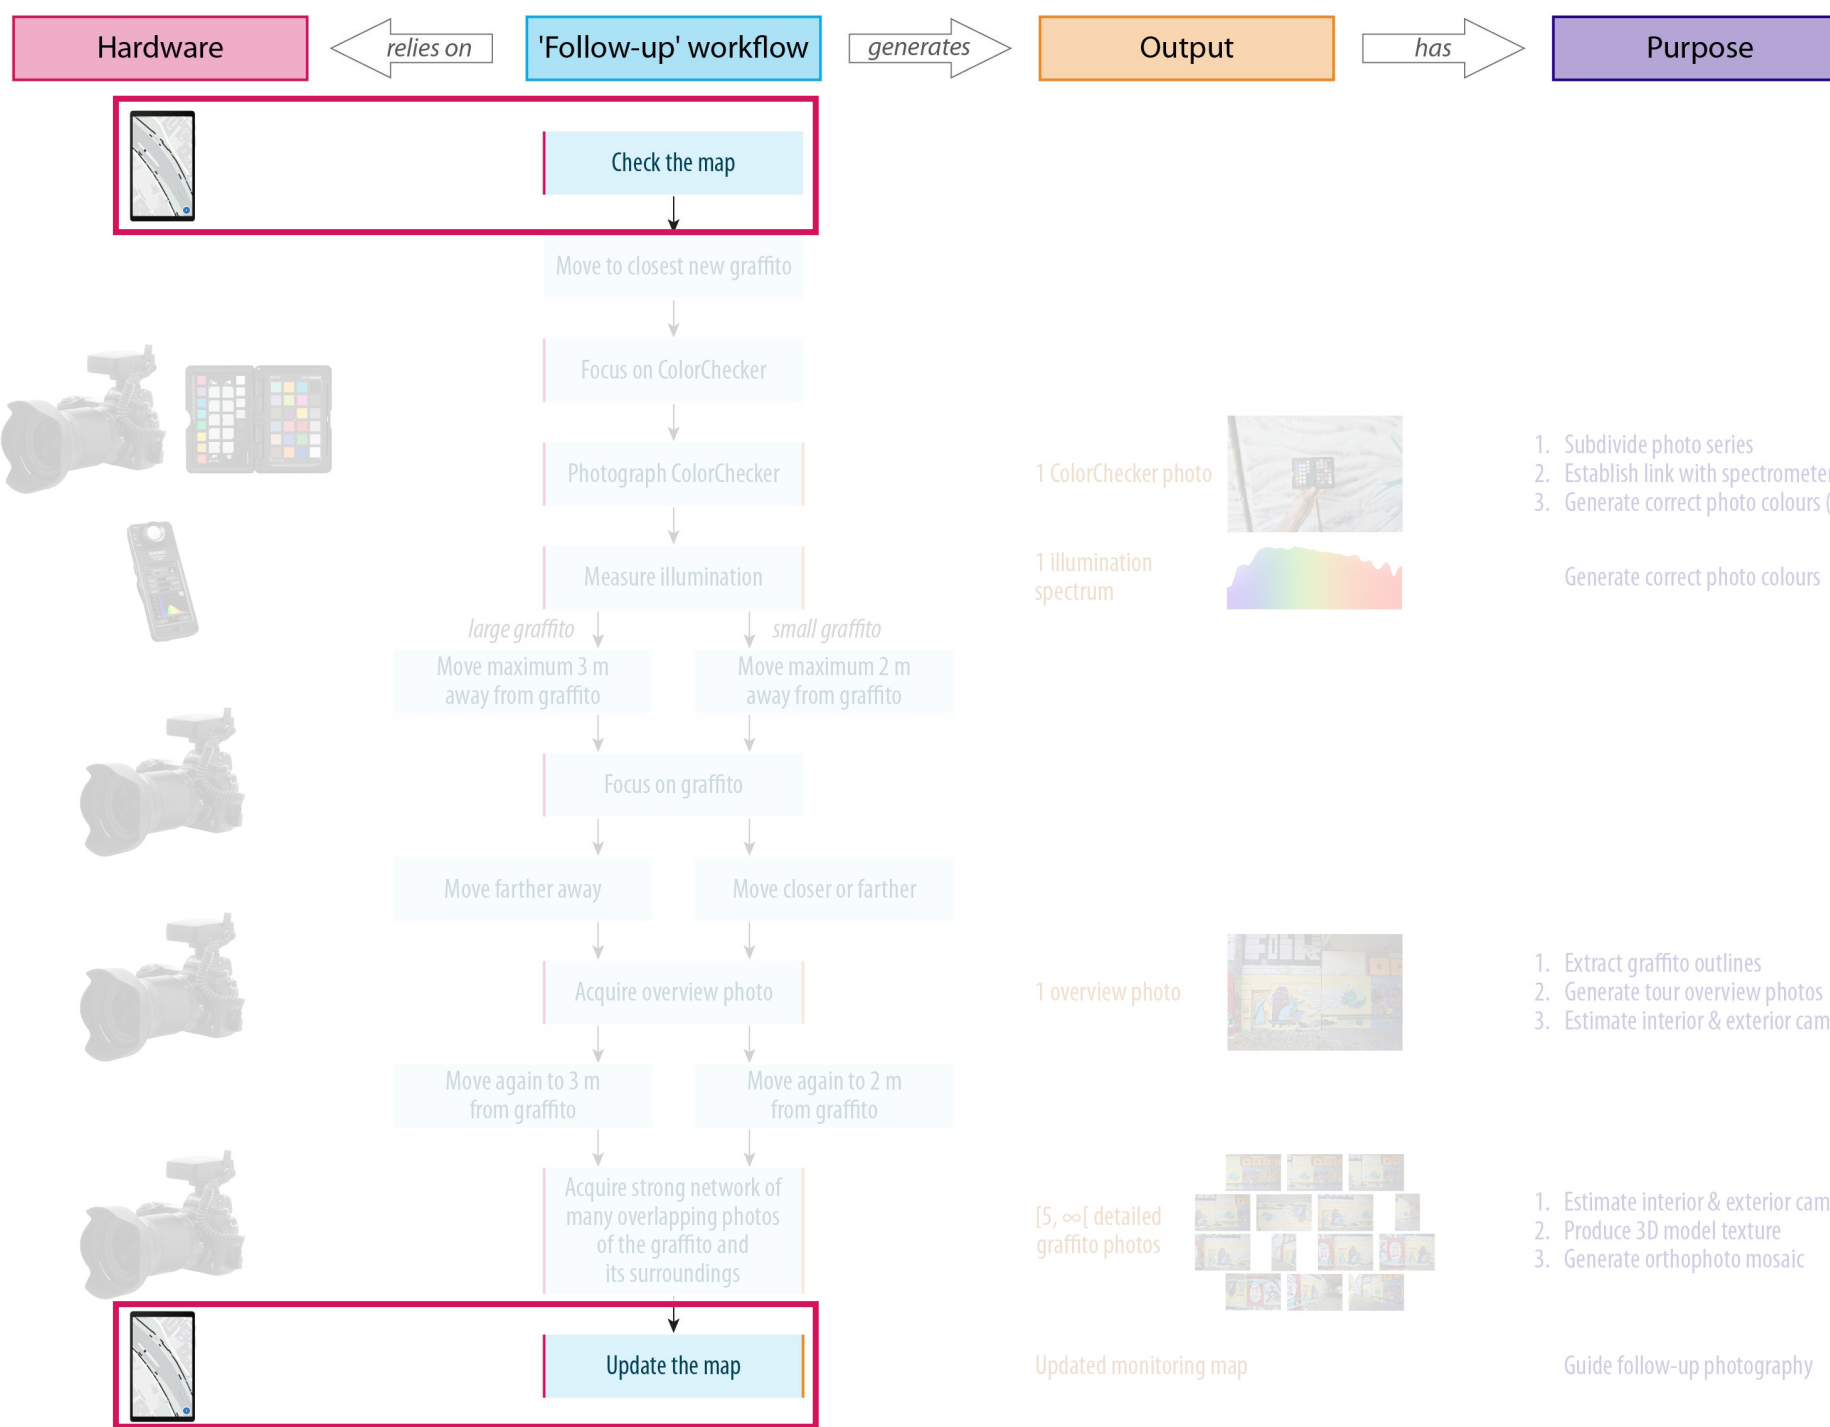 Hardware
relies on
'Follow-up' workflow
generates
Output
has
Purpose
Check the map
Move to closest new graffito
Focus on ColorChecker
Photograph ColorChecker
1 ColorChecker photo
1. Subdivide photo series
2. Establish link with spectrometer
3. Generate correct photo colours (
Measure illumination
1 illumination
spectrum
Generate correct photo colours
large graffito
small graffito
Move maximum 3 m
away from graffito
Move maximum 2 m
away from graffito
Focus on graffito
Move farther away
Move closer or farther
Acquire overview photo
1 overview photo
1. Extract graffito outlines
2. Generate tour overview photos
3. Estimate interior & exterior cam
Move again to 3 m
from graffito
Move again to 2 m
from graffito
Acquire strong network of
many overlapping photos
of the graffito and
its surroundings
[5, ∞[ detailed
graffito photos
1. Estimate interior & exterior cam
2. Produce 3D model texture
3. Generate orthophoto mosaic
Update the map
Updated monitoring map
Guide follow-up photography